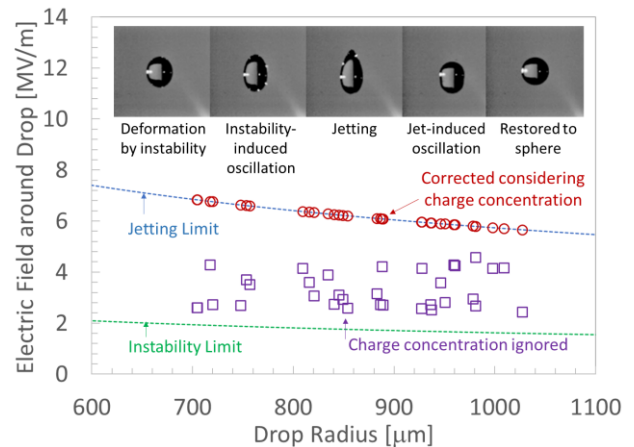 Electric Field around Drop [MV/m]
14
12
10
8
6
4
2
0
Deformation
by instability
Instability-
induced
oscillation
Jetting
Jet-induced
oscillation
Restored to
sphere
Corrected considering
charge concentration
Jetting Limit
Instability Limit
Charge concentration ignored
600
700
800
900
1000
1100
Drop Radius [μm]